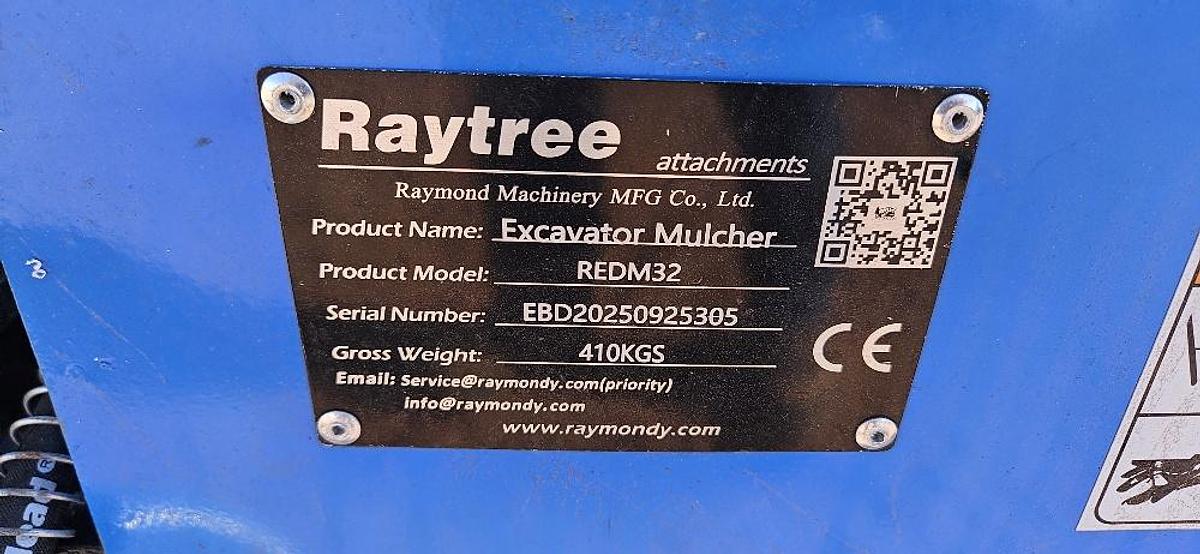 Raytree
attachments
Raymond Machinery MFG Co., Ltd.
Product Name: Excavator Mulcher
Product Model: REDM32
Serial Number: EBD20250925305
Gross Weight: 410KGS
Email: Service@raymondy.com(priority)
info@raymondy.com
www.raymondy.com
CE
3